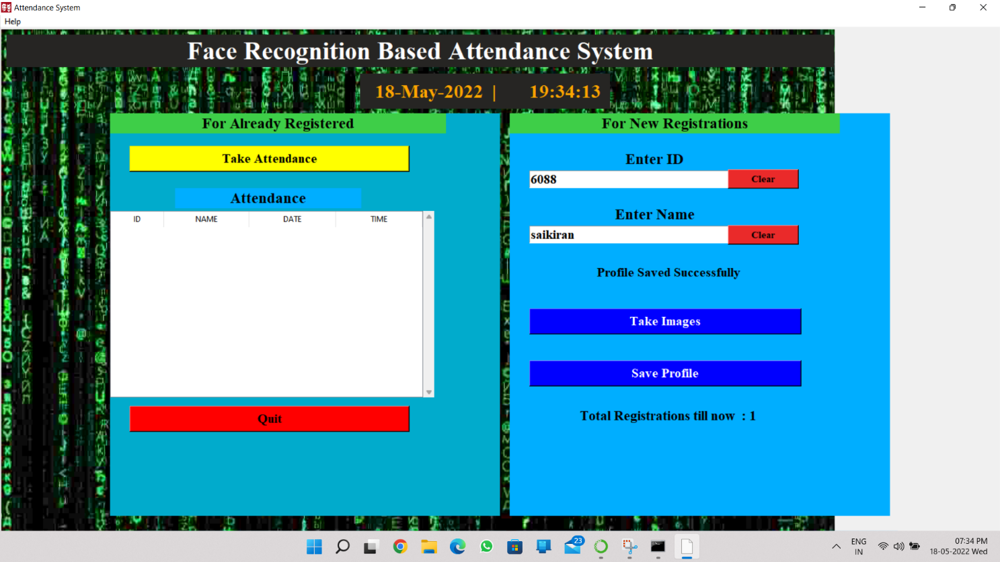 Attendance System
Help
Face Recognition Based Attendance System
18-May-2022 | 19:34:13
For Already Registered
Take Attendance
Attendance
ID NAME DATE TIME
Quit
For New Registrations
Enter ID
6088 Clear
Enter Name
saikiran Clear
Profile Saved Successfully
Take Images
Save Profile
Total Registrations till now : 1
23
ENG
IN
07:34 PM
18-05-2022 Wed